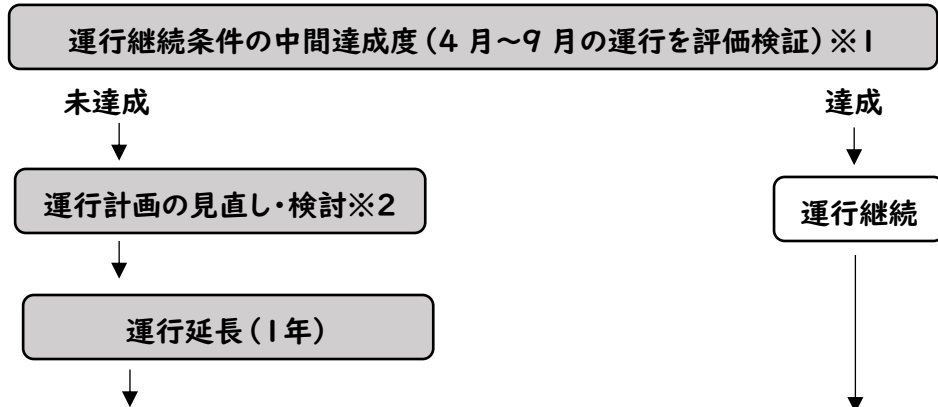 運行継続条件の中間達成度（4月～9月の運行を評価検証）※1
未達成
達成
運行計画の見直し・検討※2
運行継続
運行延長（1年）